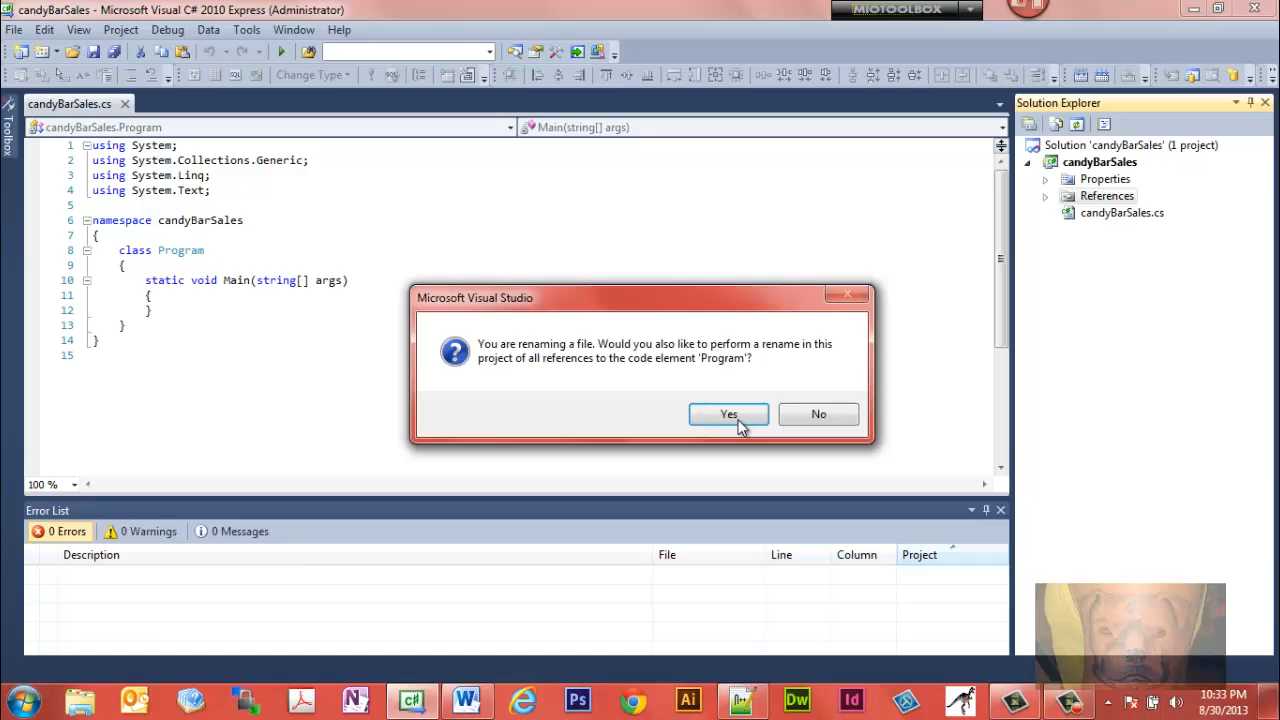 candyBarSales - Microsoft Visual C# 2010 Express (Administrator)
MIOTOOLBOX
File Edit View Project Debug Data Tools Window Help
Change Type
candyBarSales.cs
candyBarSales.Program
Main(string[] args)
Toolbox
1 using System;
2 using System.Collections.Generic;
3 using System.Linq;
4 using System.Text;
5
6 namespace candyBarSales
7 {
8 class Program
9 {
10 static void Main(string[] args)
11 {
12 }
13 }
14 }
15
100 %
Microsoft Visual Studio
You are renaming a file. Would you also like to perform a rename in this
project of all references to the code element 'Program'?
Yes No
Solution Explorer
Solution 'candyBarSales' (1 project)
candyBarSales
Properties
References
candyBarSales.cs
Error List
0 Errors 0 Warnings 0 Messages
Description File Line Column Project
Ps Ai Dw Id
10:33 PM
8/30/2013